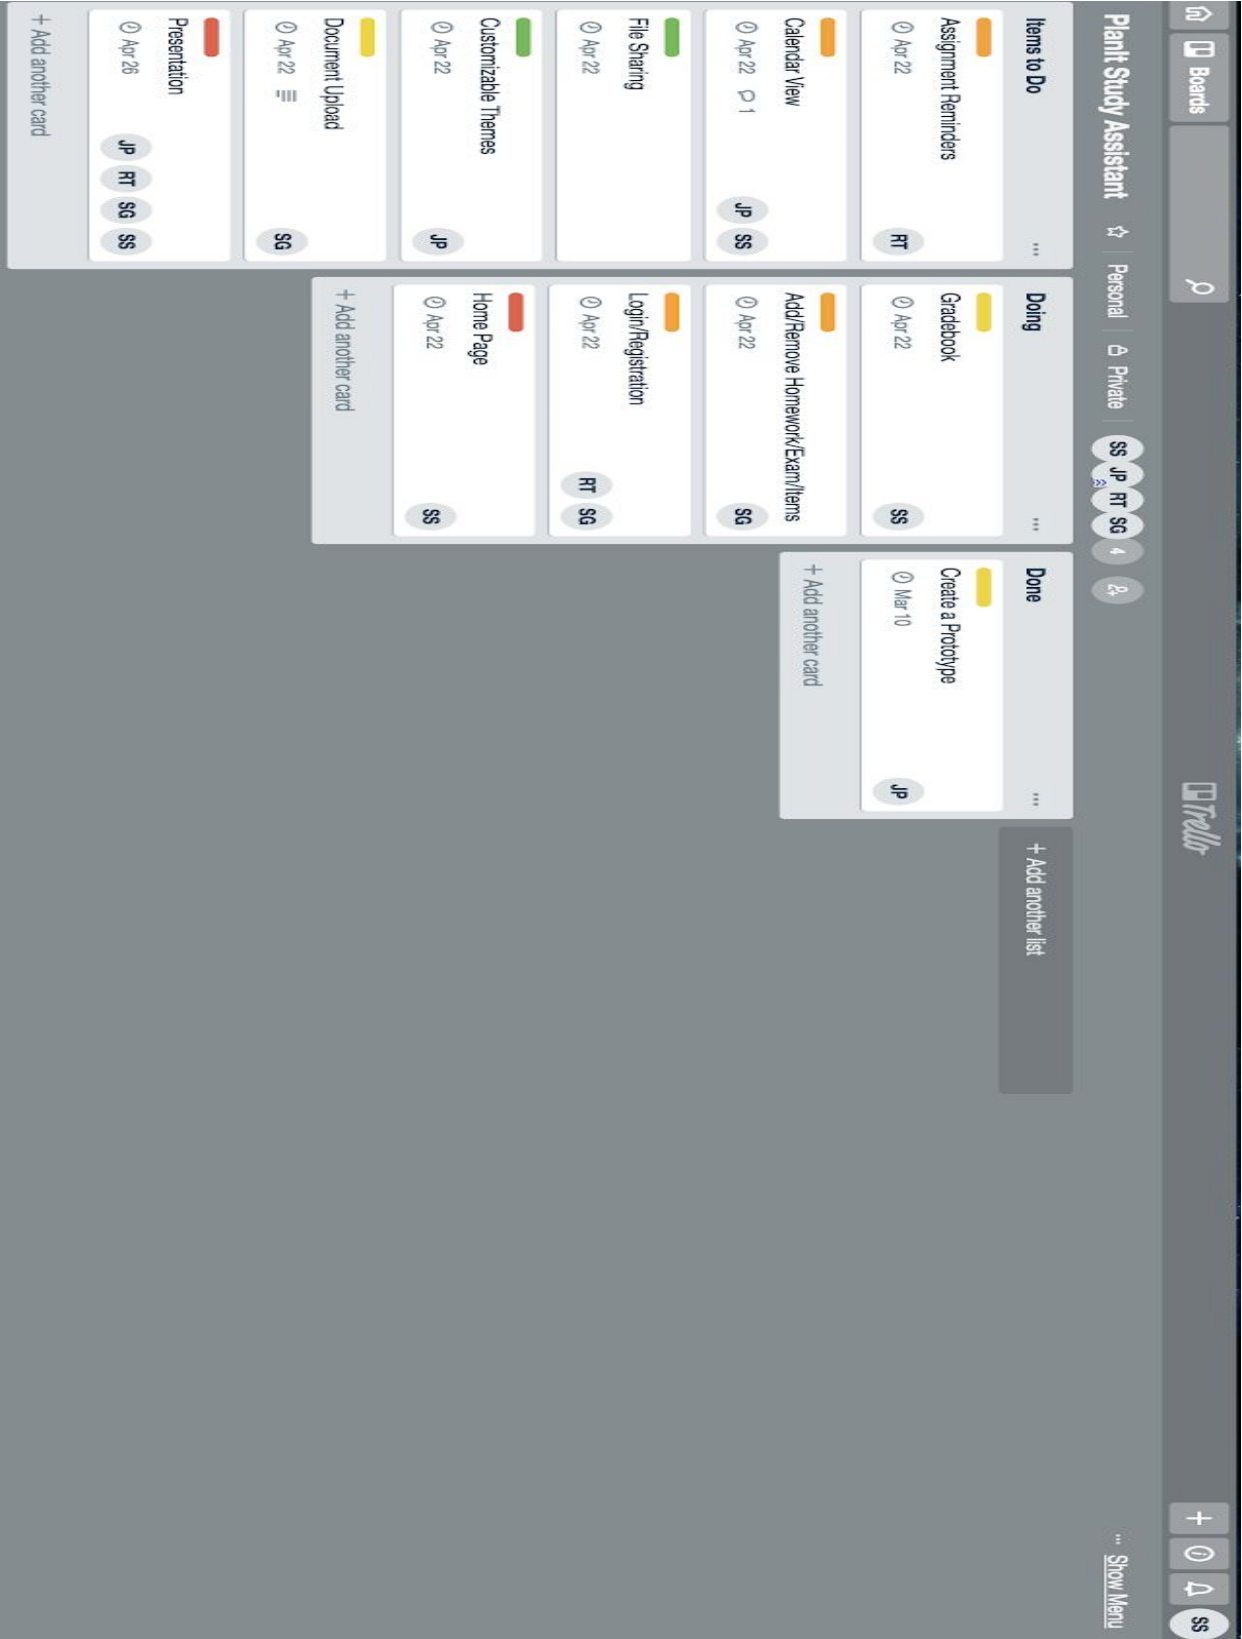 Boards
Trello
SS
PlanIt Study Assistant
Personal
Private
SS JP RT SG 4
... Show Menu
Items to Do ...
Assignment Reminders
Apr 22
RT
Calendar View
Apr 22 1
JP SS
File Sharing
Apr 22
Customizable Themes
Apr 22
JP
Document Upload
Apr 22
SG
Presentation
Apr 26
JP RT SG SS
+ Add another card
Doing ...
Gradebook
Apr 22
SS
Add/Remove Homework/Exam/Items
Apr 22
SG
Login/Registration
Apr 22
RT SG
Home Page
Apr 22
SS
+ Add another card
Done ...
Create a Prototype
Mar 10
JP
+ Add another card
+ Add another list